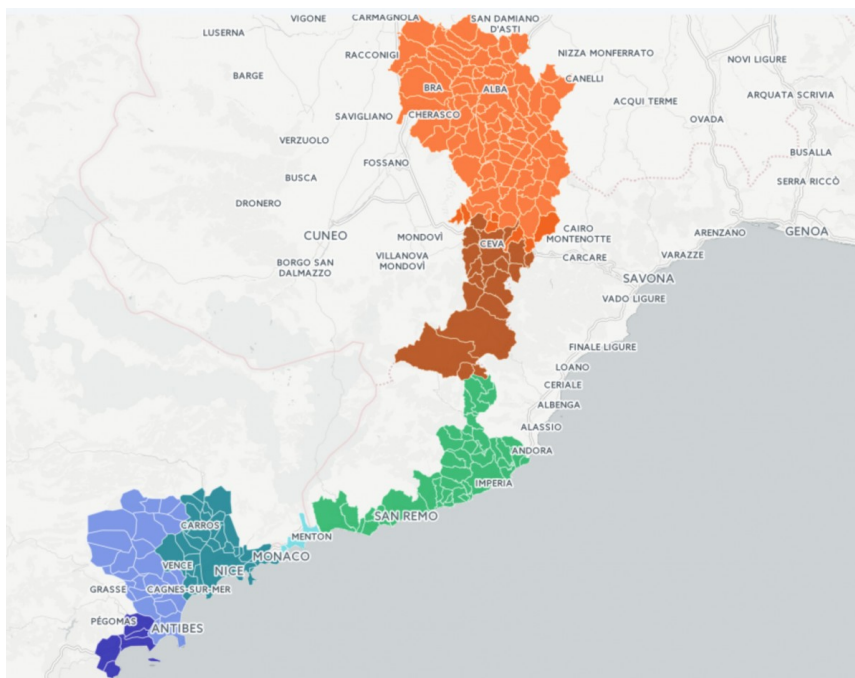 VIGONE
CARMAGNOLA
SAN DAMIANO
D'ASTI
LUSERNA
RACCONIGI
NIZZA MONFERRATO
NOVI LIGURE
BARGE
BRA
ALBA
CANELLI
ACQUI TERME
ARQUATA SCRIVIA
SAVIGLIANO
CHERASCO
OVADA
VERZUOLO
BUSALLA
FOSSANO
BUSCA
SERRA RICCÒ
DRONERO
CUNEO
MONDOVÌ
CEVA
CAIRO
MONTENOTTE
ARENZANO
GENOA
BORGO SAN
DALMAZZO
VILLANOVA
MONDOVÌ
CARCARE
VARAZZE
SAVONA
VADO LIGURE
FINALE LIGURE
LOANO
CERIALE
ALBENGA
ALASSIO
ANDORA
IMPERIA
SAN REMO
CARROS
MENTON
MONACO
VENCE
NICE
GRASSE
CAGNES-SUR-MER
PÉGOMAS
ANTIBES